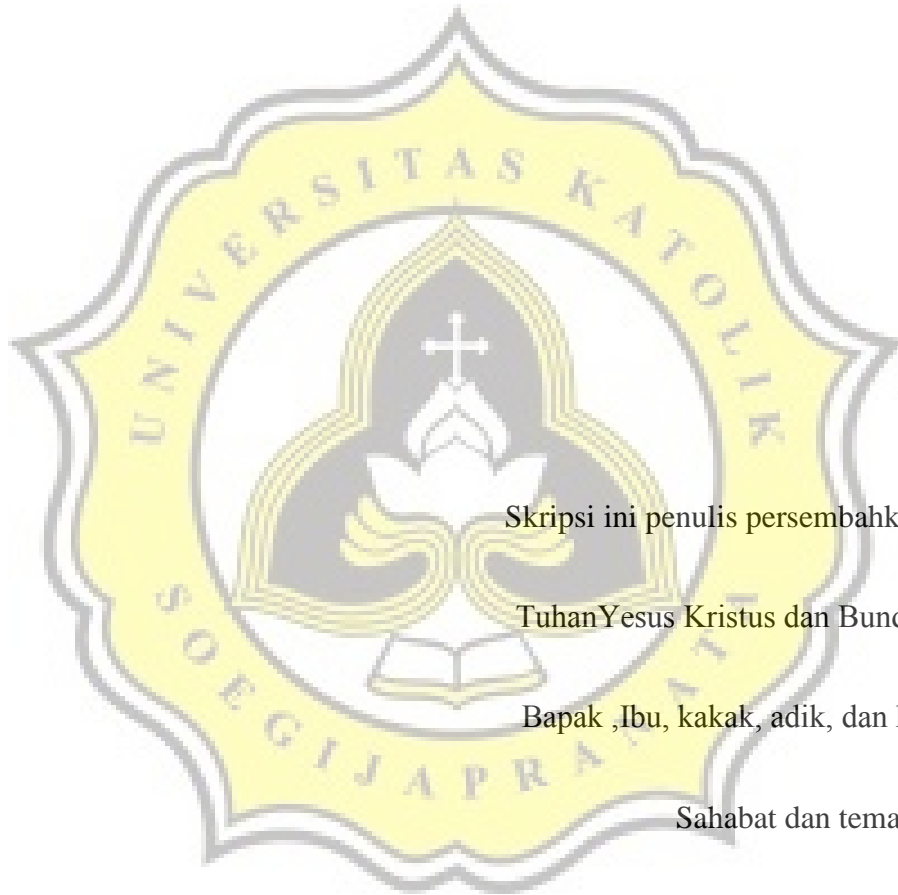 UNIVERSITAS KATOLIK
SOEGIJAPRANATA
Skripsi ini penulis persembahk
TuhanYesus Kristus dan Bund
Bapak ,Ibu, kakak, adik, dan
Sahabat dan tema